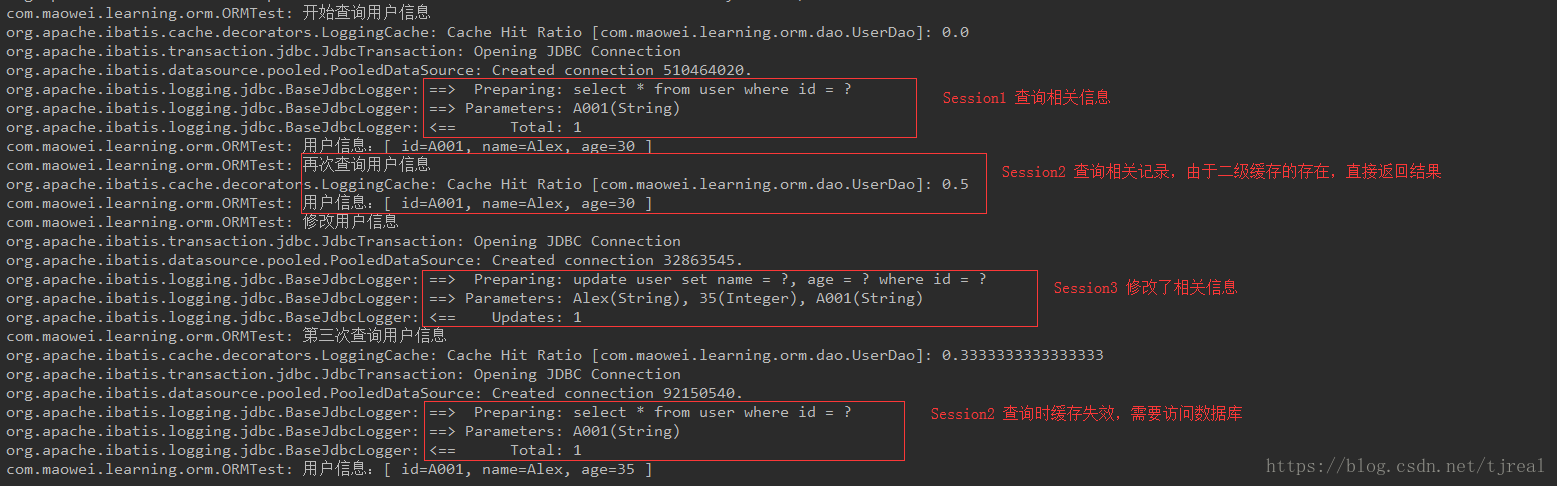 com.maowei.learning.orm.ORMTest: 开始查询用户信息
org.apache.ibatis.cache.decorators.LoggingCache: Cache Hit Ratio [com.maowei.learning.orm.dao.UserDao]: 0.0
org.apache.ibatis.transaction.jdbc.JdbcTransaction: Opening JDBC Connection
org.apache.ibatis.datasource.pooled.PooledDataSource: Created connection 510464020.
org.apache.ibatis.logging.jdbc.BaseJdbcLogger: ==>  Preparing: select * from user where id = ?
Session1 查询相关信息
org.apache.ibatis.logging.jdbc.BaseJdbcLogger: ==> Parameters: A001(String)
org.apache.ibatis.logging.jdbc.BaseJdbcLogger: <==      Total: 1
com.maowei.learning.orm.ORMTest: 用户信息：[ id=A001, name=Alex, age=30 ]
com.maowei.learning.orm.ORMTest: 再次查询用户信息
Session2 查询相关记录，由于二级缓存的存在，直接返回结果
org.apache.ibatis.cache.decorators.LoggingCache: Cache Hit Ratio [com.maowei.learning.orm.dao.UserDao]: 0.5
com.maowei.learning.orm.ORMTest: 用户信息：[ id=A001, name=Alex, age=30 ]
com.maowei.learning.orm.ORMTest: 修改用户信息
org.apache.ibatis.transaction.jdbc.JdbcTransaction: Opening JDBC Connection
org.apache.ibatis.datasource.pooled.PooledDataSource: Created connection 32863545.
org.apache.ibatis.logging.jdbc.BaseJdbcLogger: ==>  Preparing: update user set name = ?, age = ? where id = ?
Session3 修改了相关信息
org.apache.ibatis.logging.jdbc.BaseJdbcLogger: ==> Parameters: Alex(String), 35(Integer), A001(String)
org.apache.ibatis.logging.jdbc.BaseJdbcLogger: <==    Updates: 1
com.maowei.learning.orm.ORMTest: 第三次查询用户信息
org.apache.ibatis.cache.decorators.LoggingCache: Cache Hit Ratio [com.maowei.learning.orm.dao.UserDao]: 0.3333333333333333
org.apache.ibatis.transaction.jdbc.JdbcTransaction: Opening JDBC Connection
org.apache.ibatis.datasource.pooled.PooledDataSource: Created connection 92150540.
org.apache.ibatis.logging.jdbc.BaseJdbcLogger: ==>  Preparing: select * from user where id = ?
Session2 查询时缓存失效，需要访问数据库
org.apache.ibatis.logging.jdbc.BaseJdbcLogger: ==> Parameters: A001(String)
org.apache.ibatis.logging.jdbc.BaseJdbcLogger: <==      Total: 1
com.maowei.learning.orm.ORMTest: 用户信息：[ id=A001, name=Alex, age=35 ]
https://blog.csdn.net/tjreal